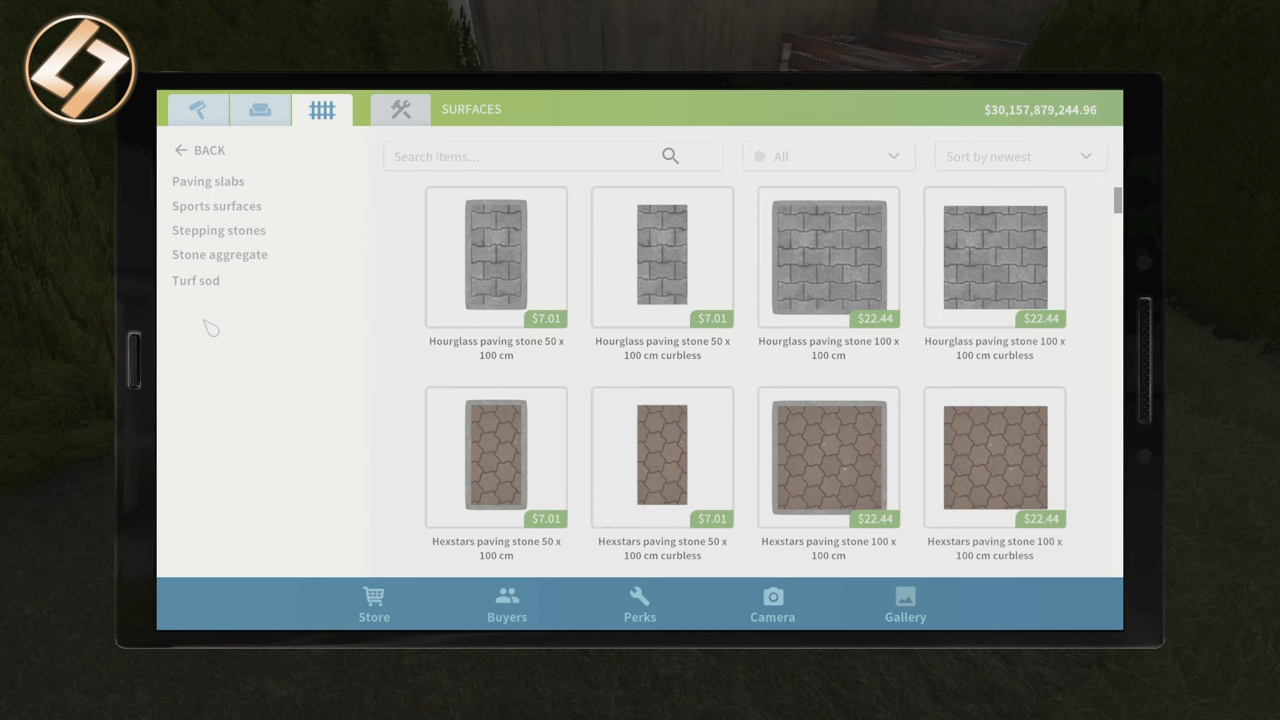 SURFACES
$30,157,879,244.96
BACK
Search items...
All
Sort by newest
Paving slabs
Sports surfaces
Stepping stones
Stone aggregate
Turf sod
$7.01
$7.01
$22.44
$22.44
Hourglass paving stone 50 x
100 cm
Hourglass paving stone 50 x
100 cm curbless
Hourglass paving stone 100 x
100 cm
Hourglass paving stone 100 x
100 cm curbless
$7.01
$7.01
$22.44
$22.44
Hexstars paving stone 50 x
100 cm
Hexstars paving stone 50 x
100 cm curbless
Hexstars paving stone 100 x
100 cm
Hexstars paving stone 100 x
100 cm curbless
Store
Buyers
Perks
Camera
Gallery